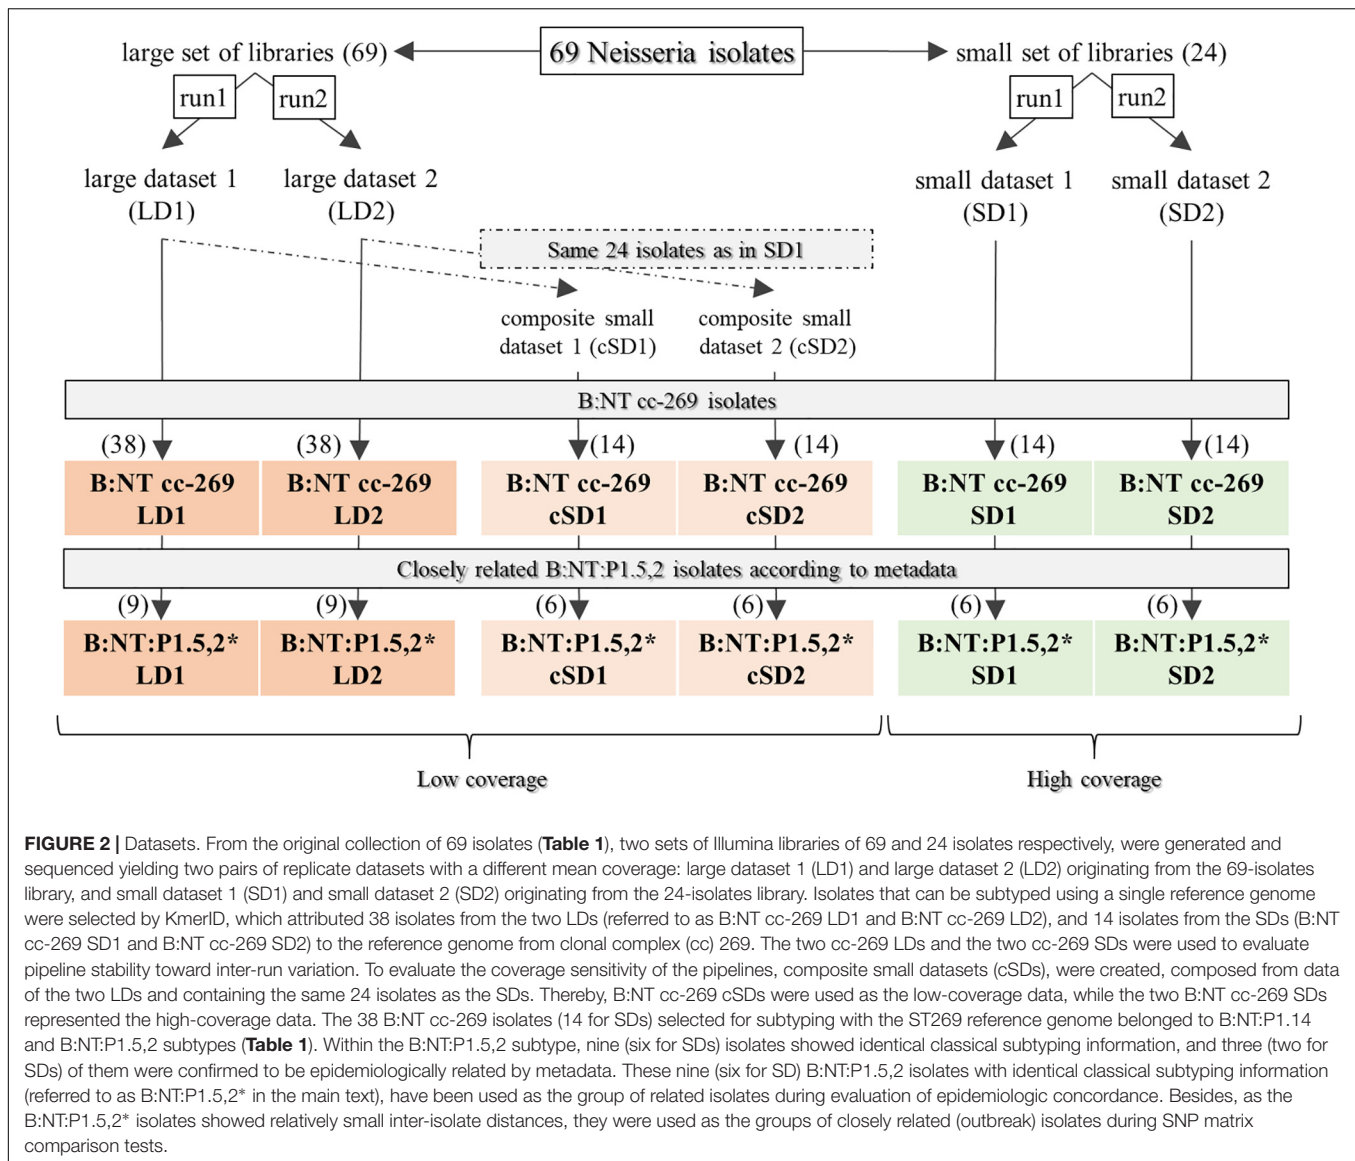 69 Neisseria isolates
large set of libraries (69)
small set of libraries (24)
run1
run2
run1
run2
large dataset 1
(LD1)
large dataset 2
(LD2)
small dataset 1
(SD1)
small dataset 2
(SD2)
Same 24 isolates as in SD1
composite small
dataset 1 (cSD1)
composite small
dataset 2 (cSD2)
B:NT cc-269 isolates
(38)
(38)
(14)
(14)
(14)
(14)
B:NT cc-269
LD1
B:NT cc-269
LD2
B:NT cc-269
cSD1
B:NT cc-269
cSD2
B:NT cc-269
SD1
B:NT cc-269
SD2
Closely related B:NT:P1.5,2 isolates according to metadata
(9)
(9)
(6)
(6)
(6)
(6)
B:NT:P1.5,2*
LD1
B:NT:P1.5,2*
LD2
B:NT:P1.5,2*
cSD1
B:NT:P1.5,2*
cSD2
B:NT:P1.5,2*
SD1
B:NT:P1.5,2*
SD2
Low coverage
High coverage
FIGURE 2 | Datasets. From the original collection of 69 isolates (Table 1), two sets of Illumina libraries of 69 and 24 isolates respectively, were generated and
sequenced yielding two pairs of replicate datasets with a different mean coverage: large dataset 1 (LD1) and large dataset 2 (LD2) originating from the 69-isolates
library, and small dataset 1 (SD1) and small dataset 2 (SD2) originating from the 24-isolates library. Isolates that can be subtyped using a single reference genome
were selected by KmerID, which attributed 38 isolates from the two LDs (referred to as B:NT cc-269 LD1 and B:NT cc-269 LD2), and 14 isolates from the SDs (B:NT
cc-269 SD1 and B:NT cc-269 SD2) to the reference genome from clonal complex (cc) 269. The two cc-269 LDs and the two cc-269 SDs were used to evaluate
pipeline stability toward inter-run variation. To evaluate the coverage sensitivity of the pipelines, composite small datasets (cSDs), were created, composed from data
of the two LDs and containing the same 24 isolates as the SDs. Thereby, B:NT cc-269 cSDs were used as the low-coverage data, while the two B:NT cc-269 SDs
represented the high-coverage data. The 38 B:NT cc-269 isolates (14 for SDs) selected for subtyping with the ST269 reference genome belonged to B:NT:P1.14
and B:NT:P1.5,2 subtypes (Table 1). Within the B:NT:P1.5,2 subtype, nine (six for SDs) isolates showed identical classical subtyping information, and three (two for
SDs) of them were confirmed to be epidemiologically related by metadata. These nine (six for SD) B:NT:P1.5,2 isolates with identical classical subtyping information
(referred to as B:NT:P1.5,2* in the main text), have been used as the group of related isolates during evaluation of epidemiologic concordance. Besides, as the
B:NT:P1.5,2* isolates showed relatively small inter-isolate distances, they were used as the groups of closely related (outbreak) isolates during SNP matrix
comparison tests.